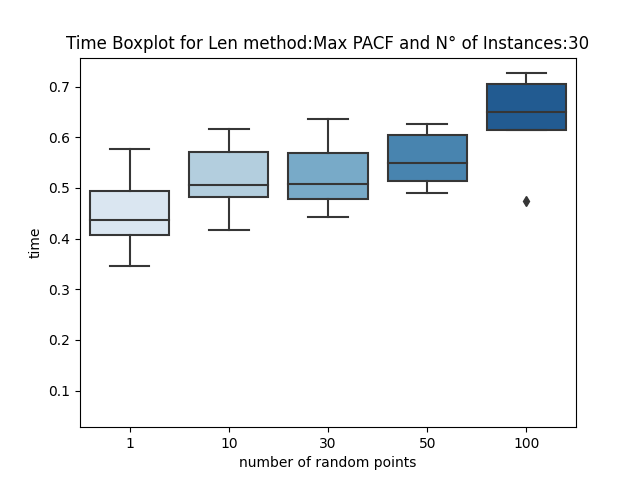 Time Boxplot for Len method:Max PACF and N° of Instances:30
0.7
0.6
0.5
0.4
0.3
0.2
0.1
time
1 10 30 50 100
number of random points